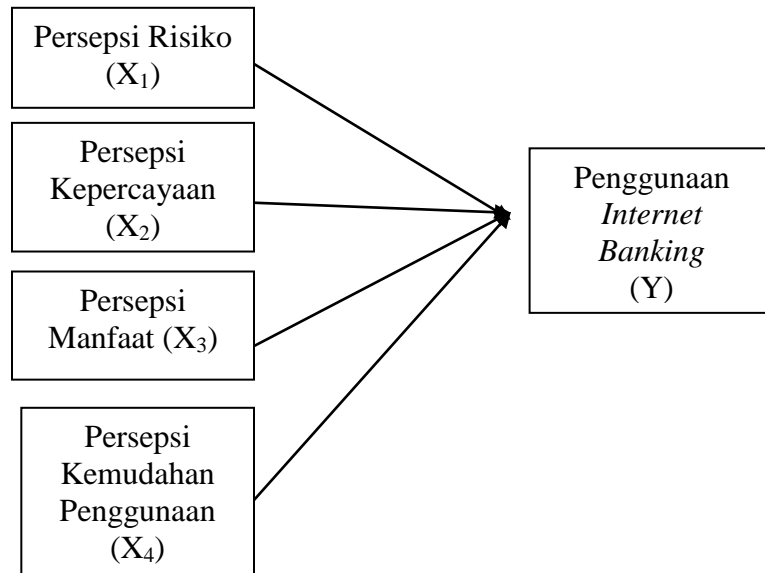 Persepsi Risiko
(X₁)
Persepsi
Kepercayaan
(X₂)
Persepsi
Manfaat (X₃)
Persepsi
Kemudahan
Penggunaan
(X₄)
Penggunaan
Internet
Banking
(Y)